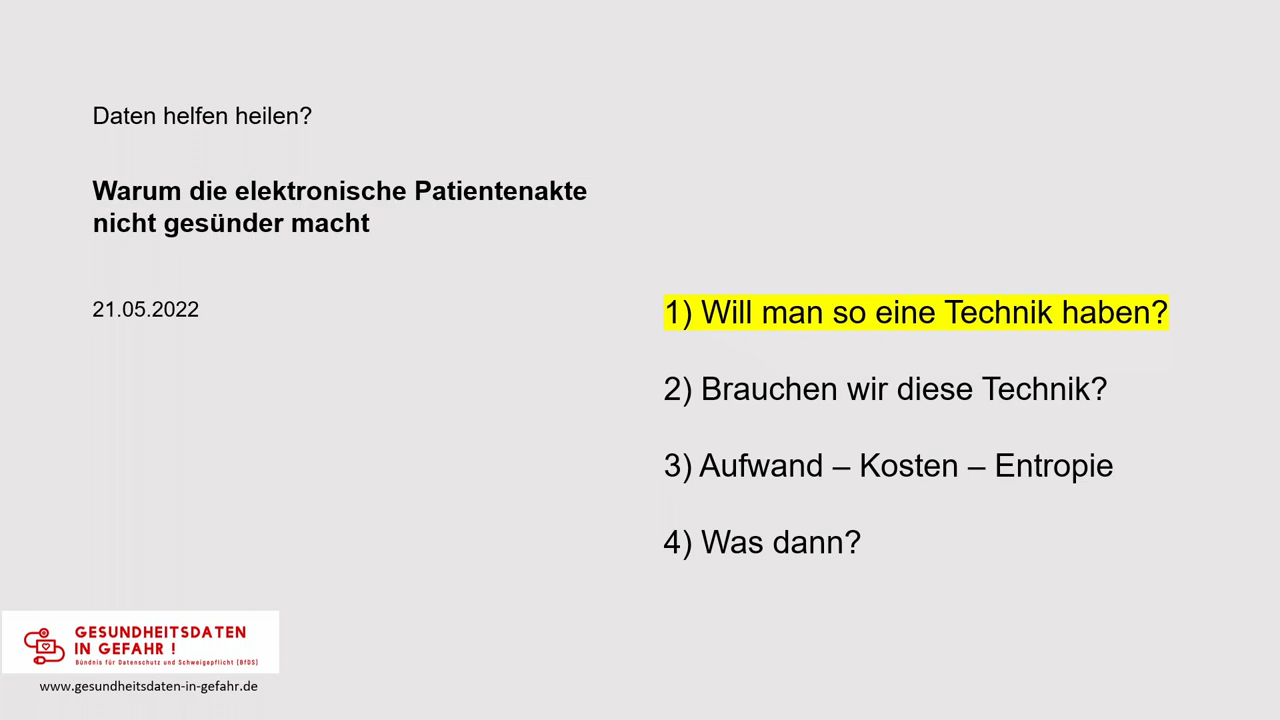 Daten helfen heilen?
Warum die elektronische Patientenakte
nicht gesünder macht
21.05.2022
1) Will man so eine Technik haben?
2) Brauchen wir diese Technik?
3) Aufwand – Kosten – Entropie
4) Was dann?
GESUNDHEITSDATEN
IN GEFAHR !
Bündnis für Datenschutz und Schweigepflicht (BfDS)
www.gesundheitsdaten-in-gefahr.de